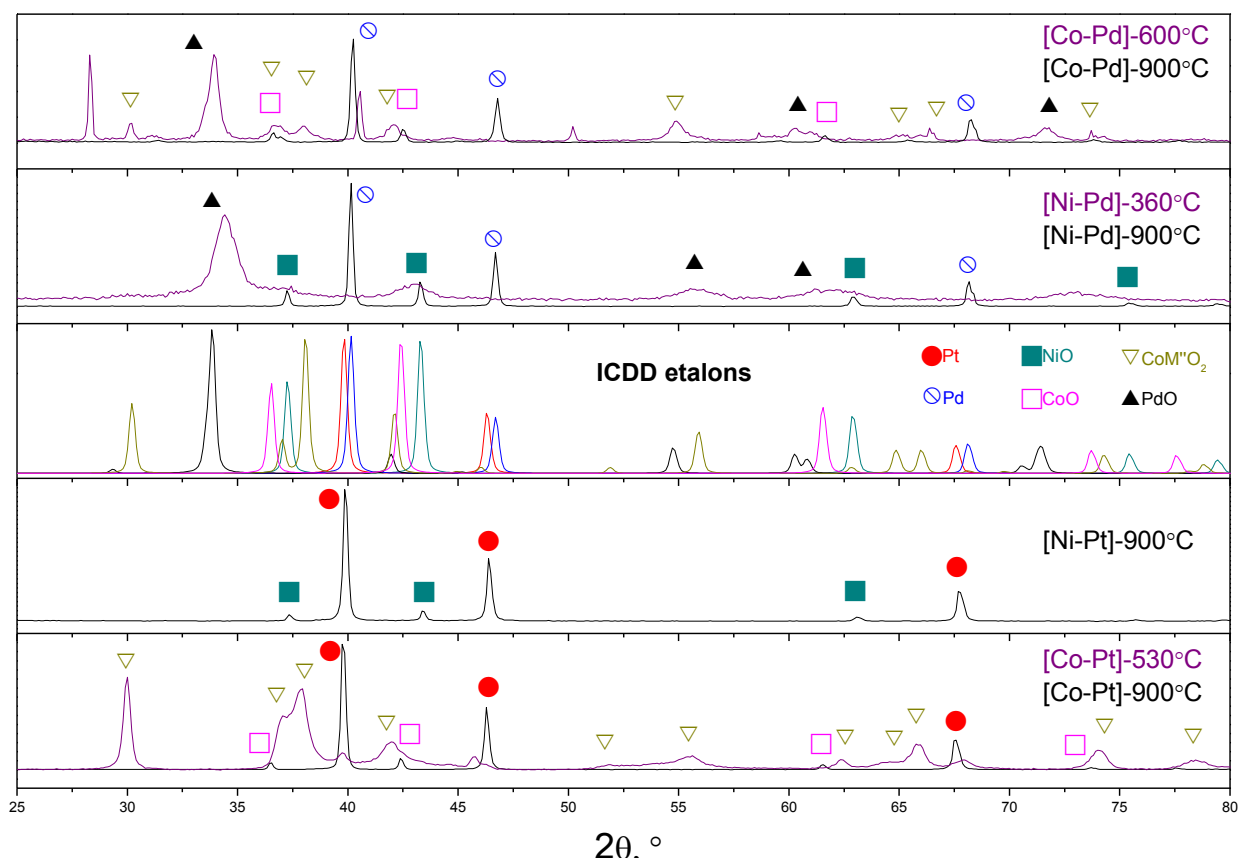 [Co-Pd]-600°C
[Co-Pd]-900°C
[Ni-Pd]-360°C
[Ni-Pd]-900°C
ICDD etalons
Pt NiO CoM"O2
Pd CoO PdO
[Ni-Pt]-900°C
[Co-Pt]-530°C
[Co-Pt]-900°C
25 30 35 40 45 50 55 60 65 70 75 80
2θ, °